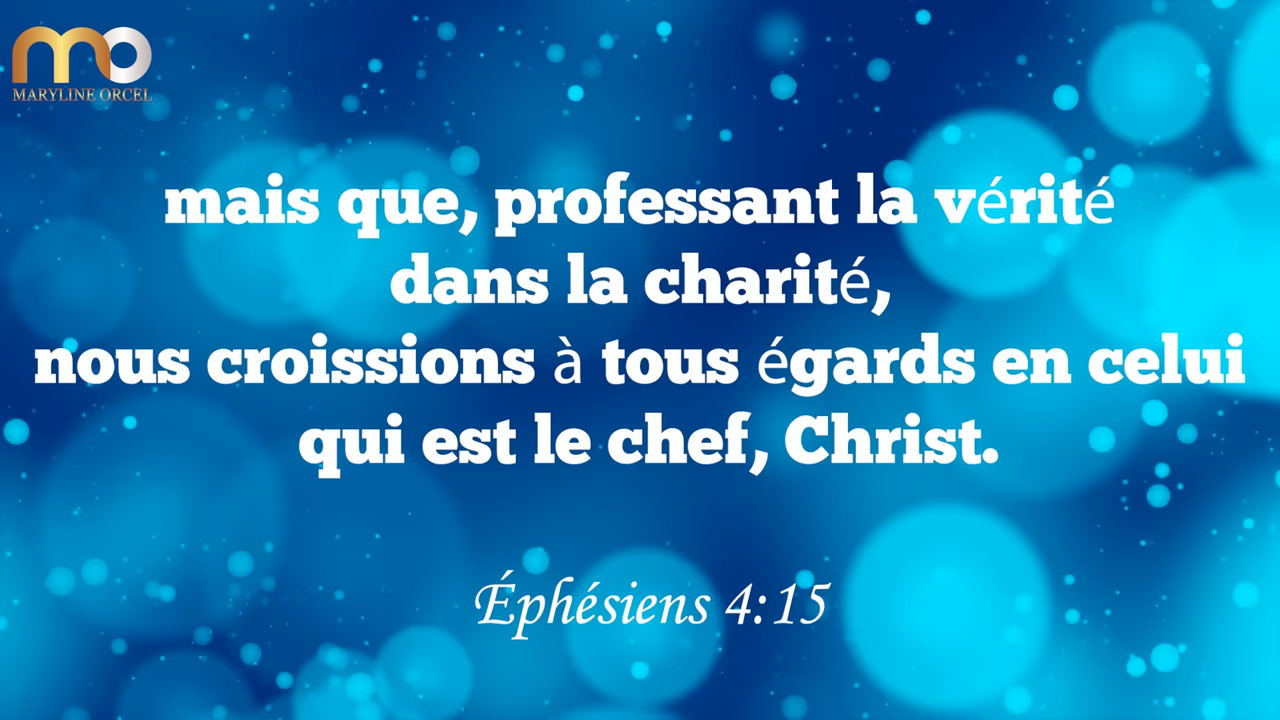 mo
MARYLINE ORCEL
mais que, professant la vérité
dans la charité,
nous croissions à tous égards en celui
qui est le chef, Christ.
Éphésiens 4:15